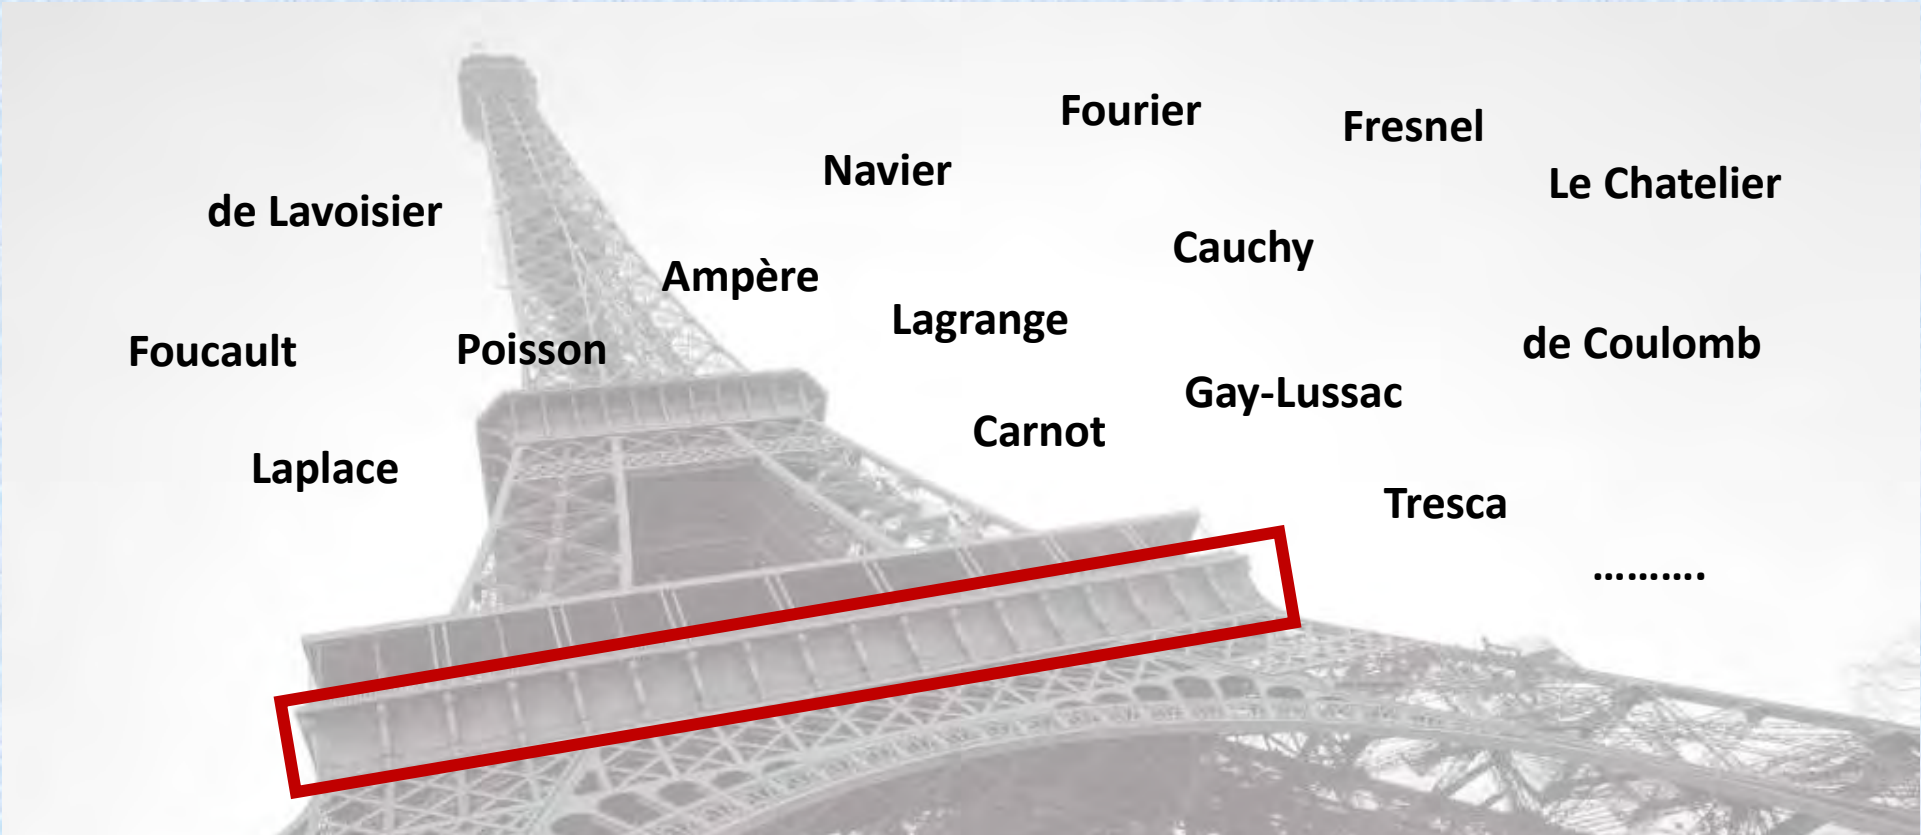 Fourier
Fresnel
Navier
Le Chatelier
de Lavoisier
Cauchy
Ampère
Lagrange
de Coulomb
Foucault
Poisson
Gay-Lussac
Carnot
Laplace
Tresca
……….